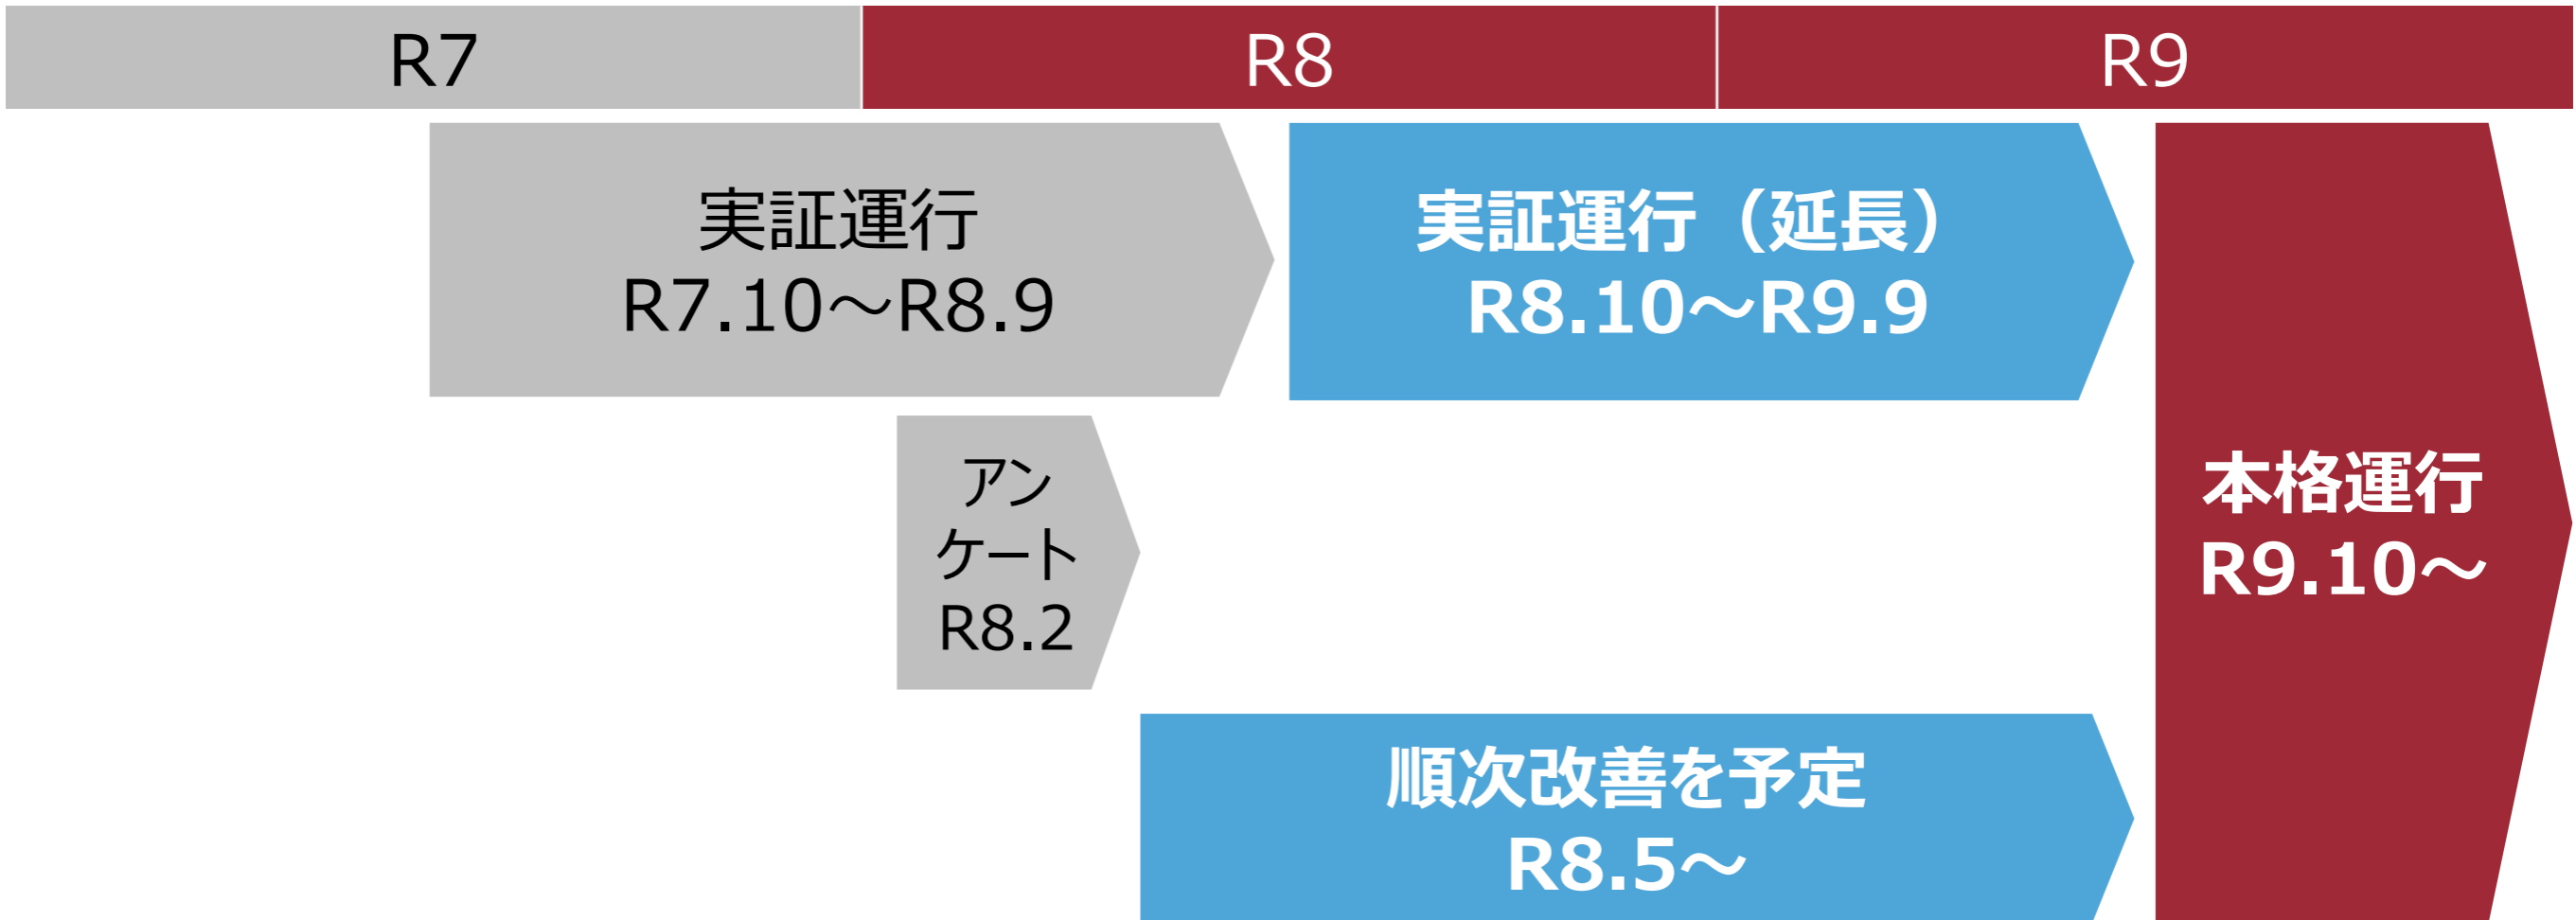 R7
R8
R9
実証運行
R7.10～R8.9
実証運行（延長）
R8.10～R9.9
アン
ケート
R8.2
本格運行
R9.10～
順次改善を予定
R8.5～